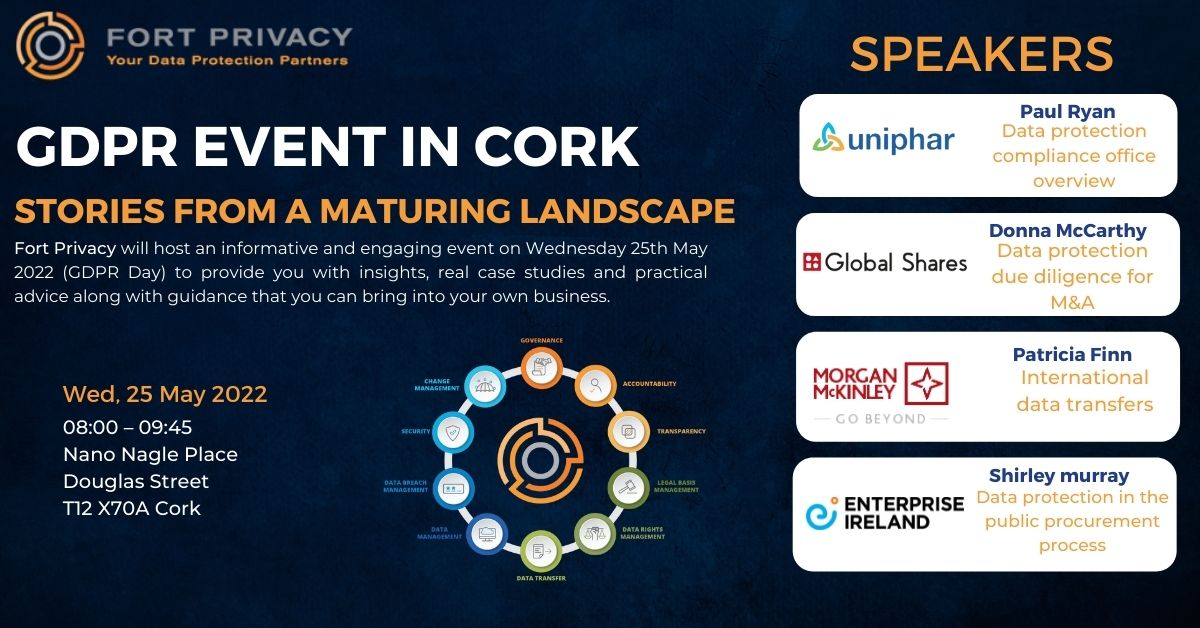 FORT PRIVACY
Your Data Protection Partners
GDPR EVENT IN CORK
STORIES FROM A MATURING LANDSCAPE
Fort Privacy will host an informative and engaging event on Wednesday 25th May
2022 (GDPR Day) to provide you with insights, real case studies and practical
advice along with guidance that you can bring into your own business.
Wed, 25 May 2022
08:00 – 09:45
Nano Nagle Place
Douglas Street
T12 X70A Cork
GOVERNANCE
ACCOUNTABILITY
TRANSPARENCY
LEGAL BASIS
MANAGEMENT
DATA RIGHTS
MANAGEMENT
DATA TRANSFER
DATA
MANAGEMENT
DATA BREACH
MANAGEMENT
SECURITY
CHANGE
MANAGEMENT
SPEAKERS
uniphar
Paul Ryan
Data protection
compliance office
overview
Global Shares
Donna McCarthy
Data protection
due diligence for
M&A
MORGAN
McKINLEY
GO BEYOND
Patricia Finn
International
data transfers
ENTERPRISE
IRELAND
Shirley murray
Data protection in the
public procurement
process